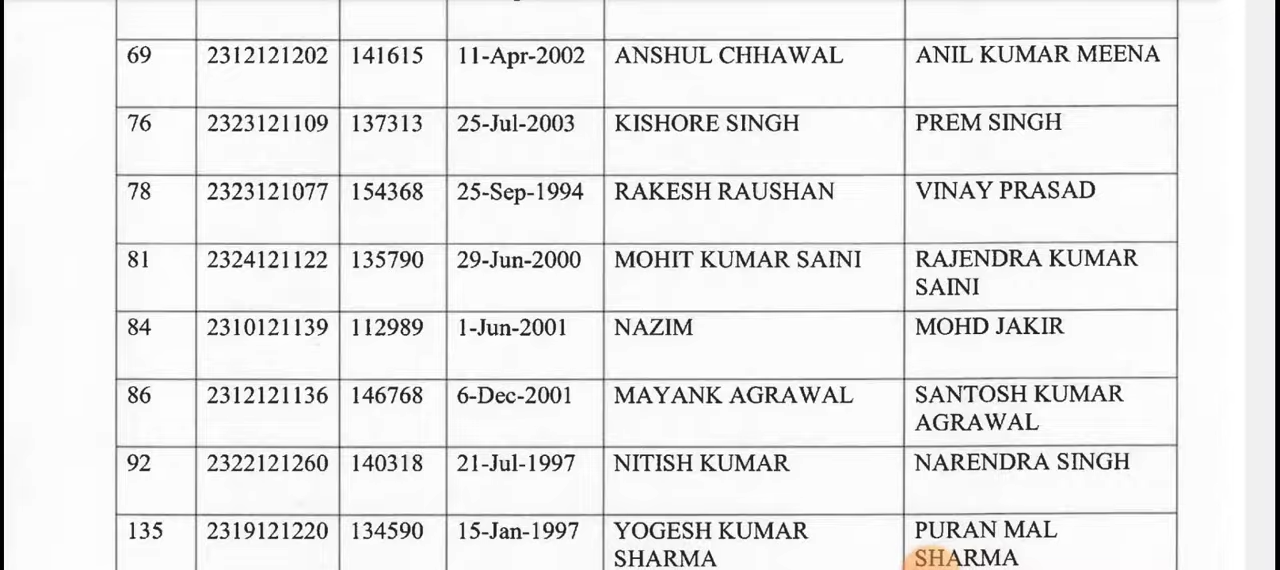 69 2312121202 141615 11-Apr-2002 ANSHUL CHHAWAL ANIL KUMAR MEENA
76 2323121109 137313 25-Jul-2003 KISHORE SINGH PREM SINGH
78 2323121077 154368 25-Sep-1994 RAKESH RAUSHAN VINAY PRASAD
81 2324121122 135790 29-Jun-2000 MOHIT KUMAR SAINI RAJENDRA KUMAR
SAINI
84 2310121139 112989 1-Jun-2001 NAZIM MOHD JAKIR
86 2312121136 146768 6-Dec-2001 MAYANK AGRAWAL SANTOSH KUMAR
AGRAWAL
92 2322121260 140318 21-Jul-1997 NITISH KUMAR NARENDRA SINGH
135 2319121220 134590 15-Jan-1997 YOGESH KUMAR PURAN MAL
SHARMA SHARMA